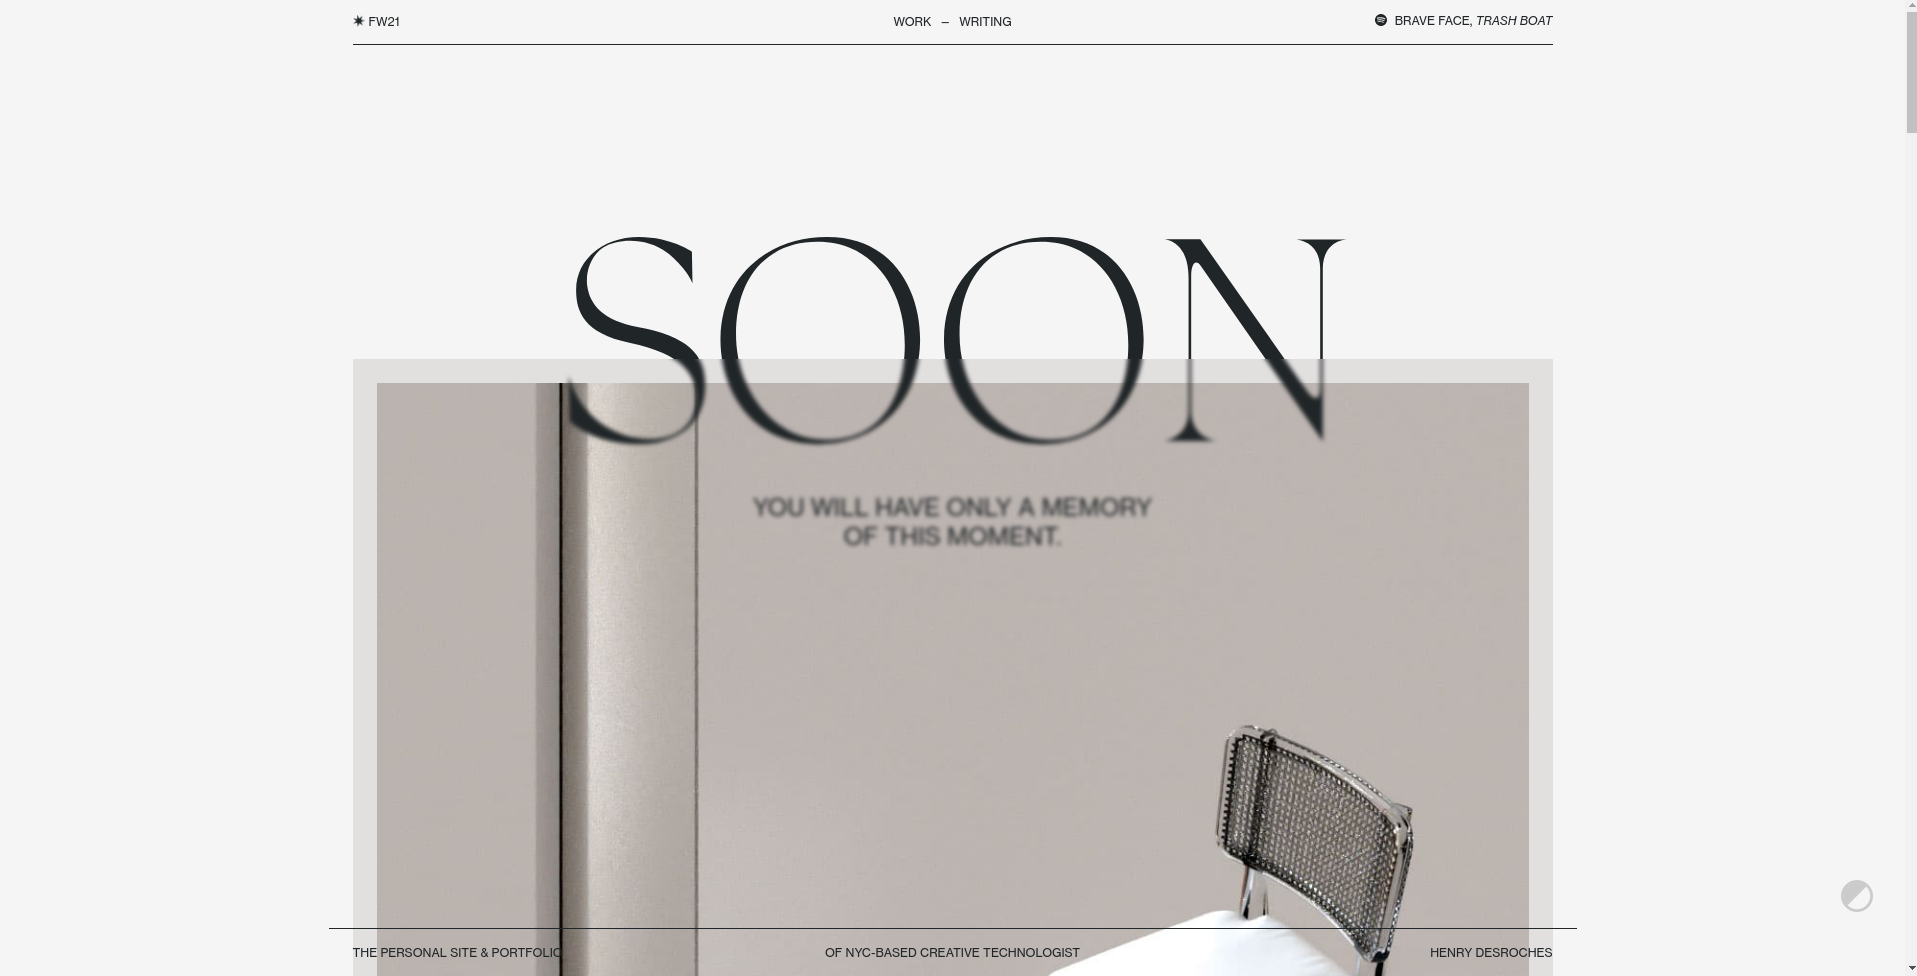 FW21
WORK – WRITING
BRAVE FACE, TRASH BOAT
SOON
YOU WILL HAVE ONLY A MEMORY
OF THIS MOMENT.
THE PERSONAL SITE & PORTFOLIO
OF NYC-BASED CREATIVE TECHNOLOGIST
HENRY DESROCHES